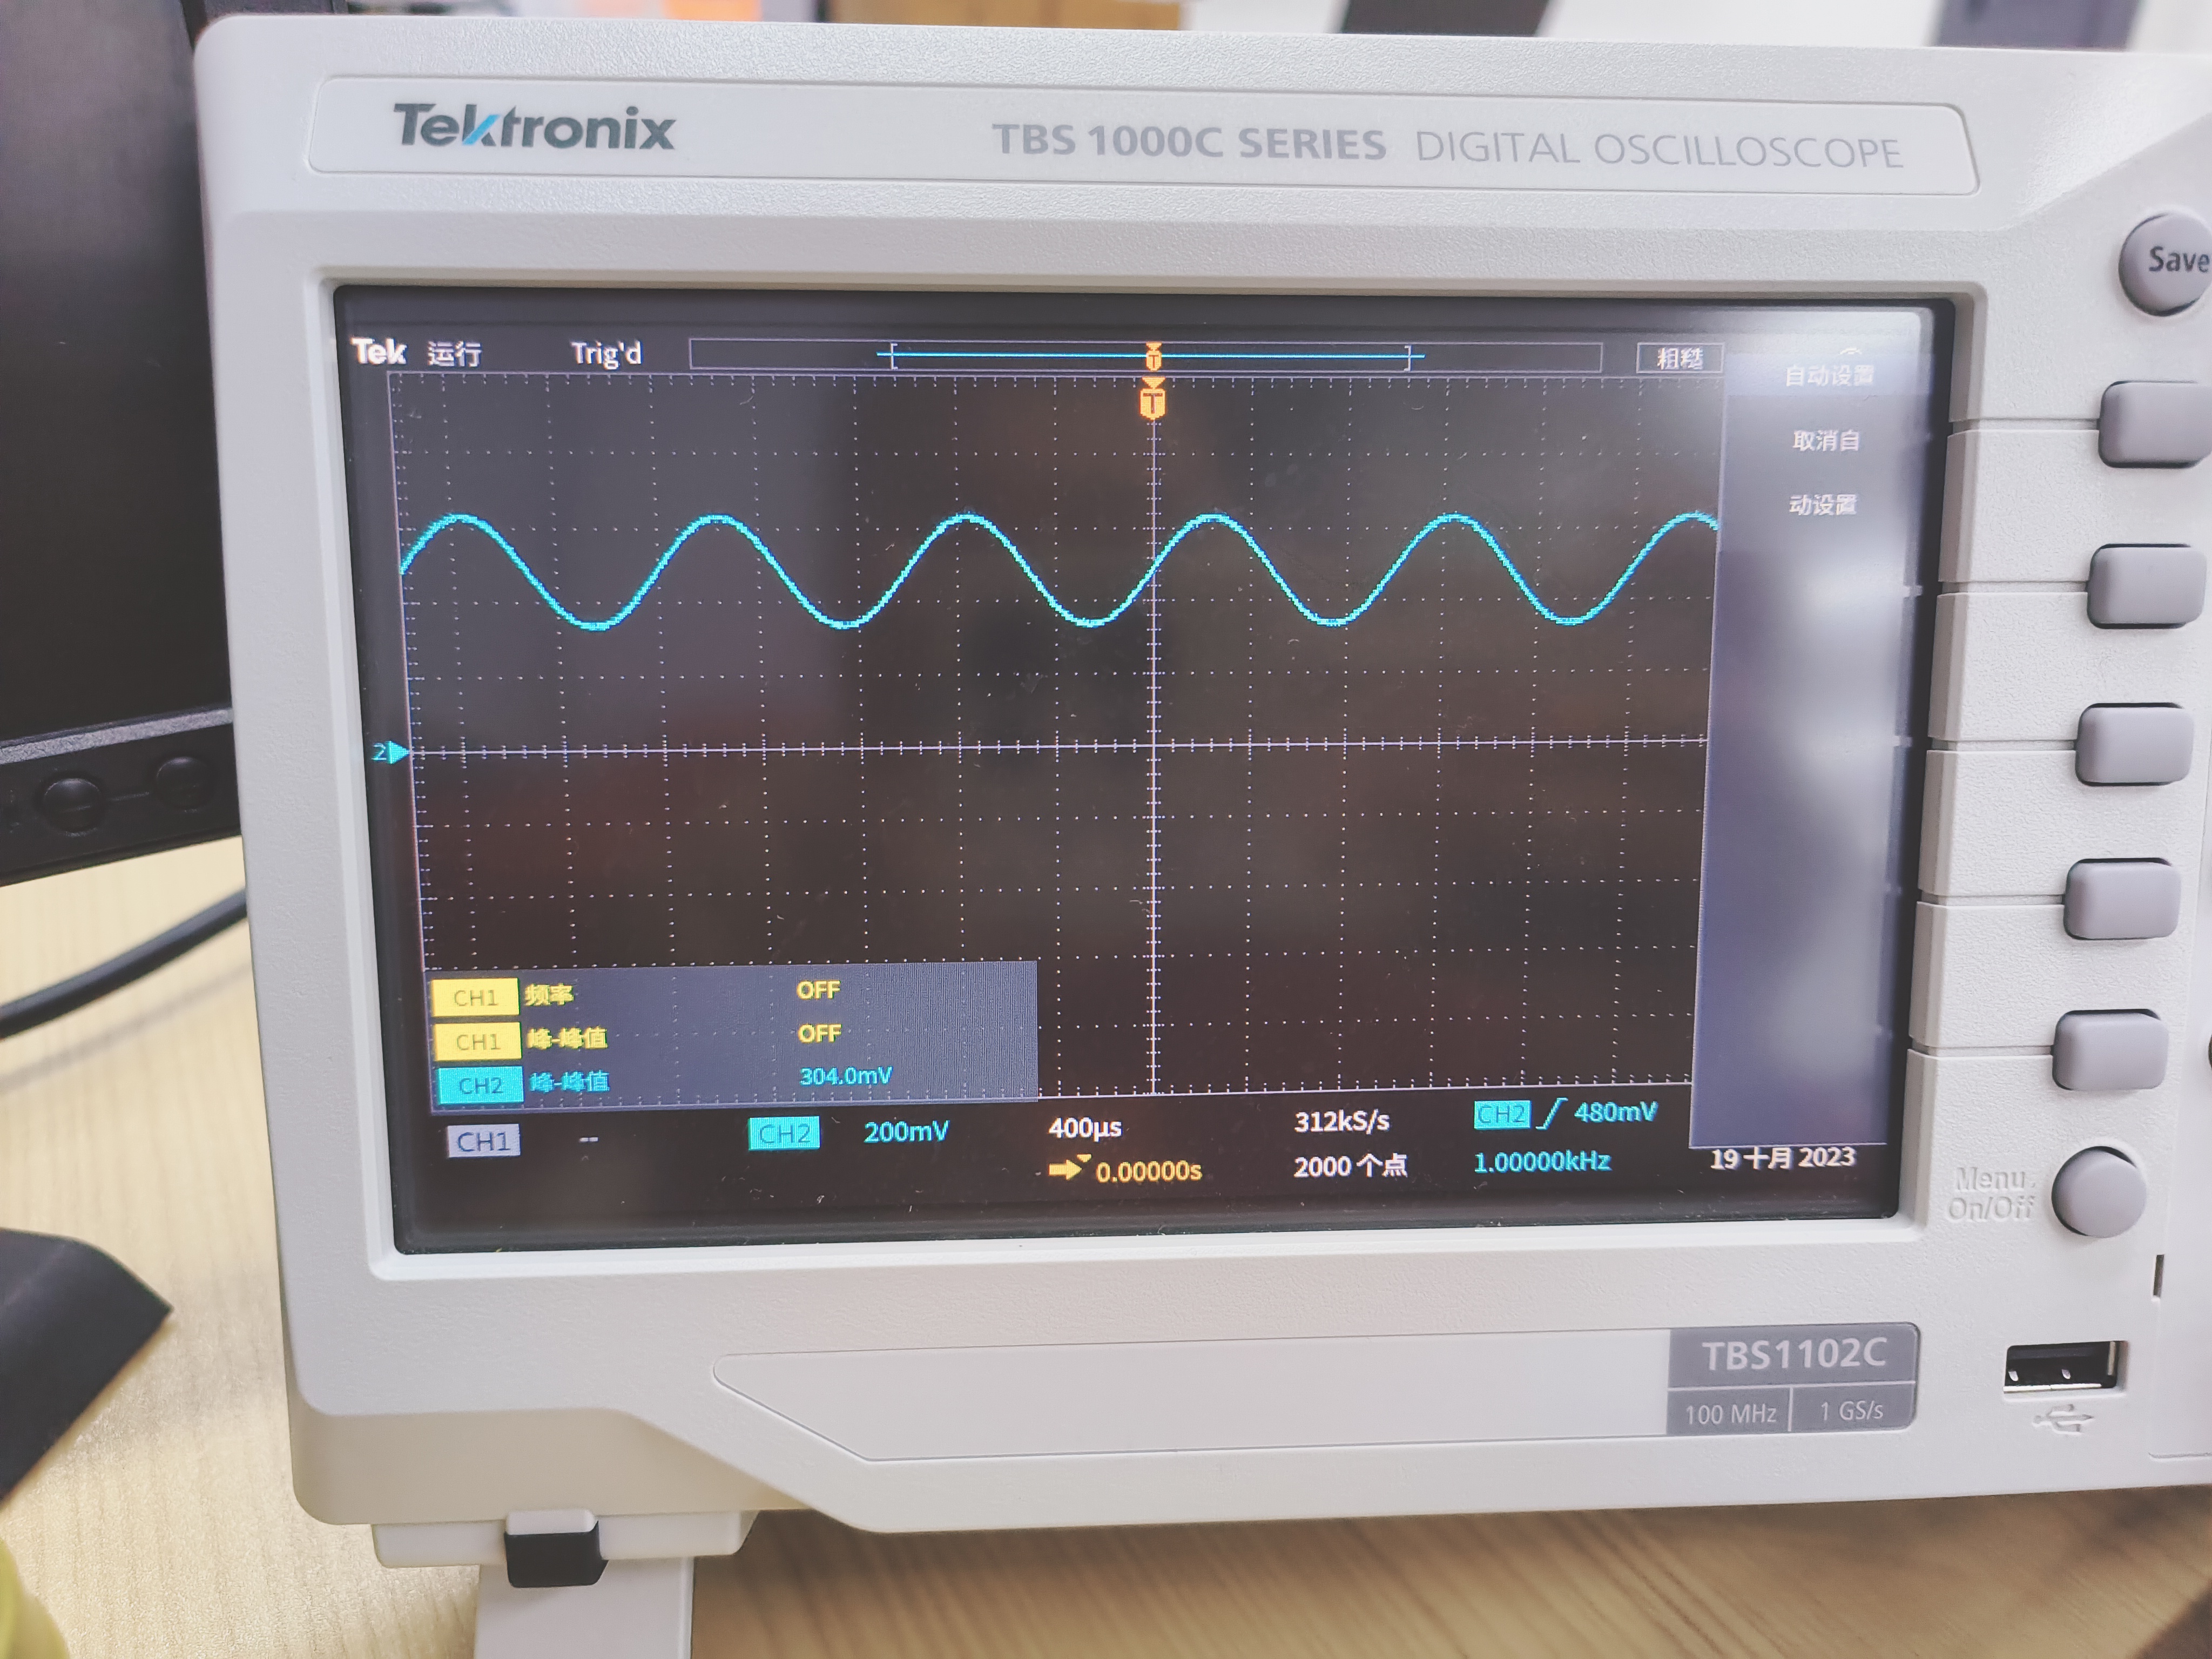 Tektronix
TBS 1000C SERIES DIGITAL OSCILLOSCOPE
Save
Tek 运行 Trig'd T 粗糙
自动设置
T
取消自
动设置
2
CH1 频率 OFF
CH1 峰-峰值 OFF
CH2 峰-峰值 304.0mV
CH1 -- CH2 200mV 400µs 312kS/s CH2 480mV
0.00000s 2000 个点 1.00000kHz 19 十月 2023
Menu
On/Off
TBS1102C
100 MHz 1 GS/s